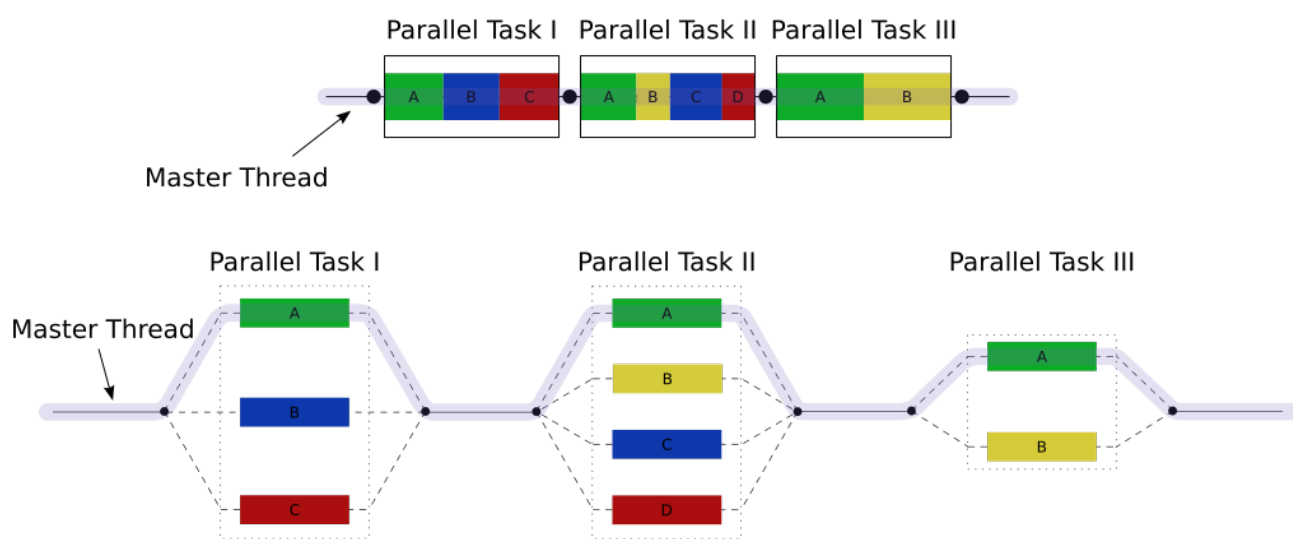 Parallel Task I Parallel Task II Parallel Task III
A B C A B C D A B
Master Thread
Parallel Task I Parallel Task II Parallel Task III
A A
Master Thread
A
B
B
C
B
C D